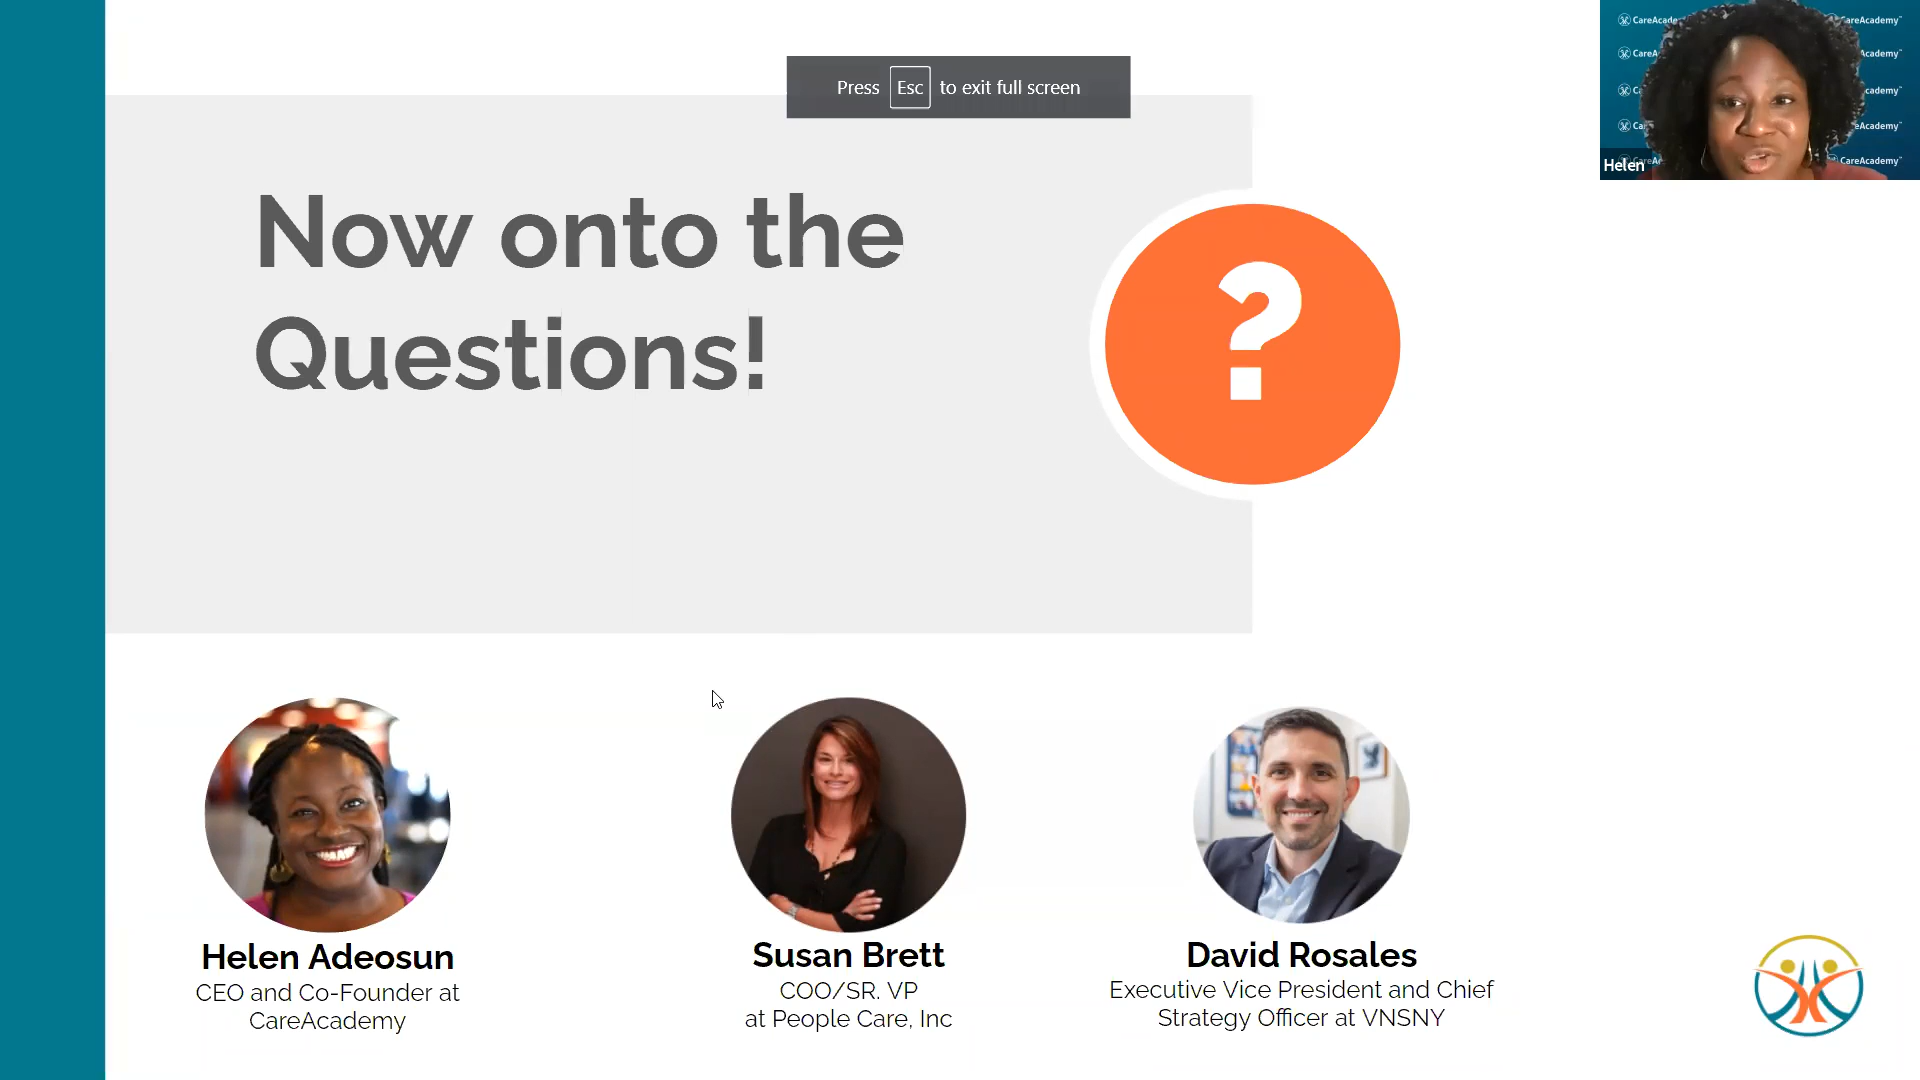 Press Esc to exit full screen
Now onto the
Questions!
?
Helen Adeosun
CEO and Co-Founder at
CareAcademy
Susan Brett
COO/SR. VP
at People Care, Inc
David Rosales
Executive Vice President and Chief
Strategy Officer at VNSNY
Helen
CareAcademy™